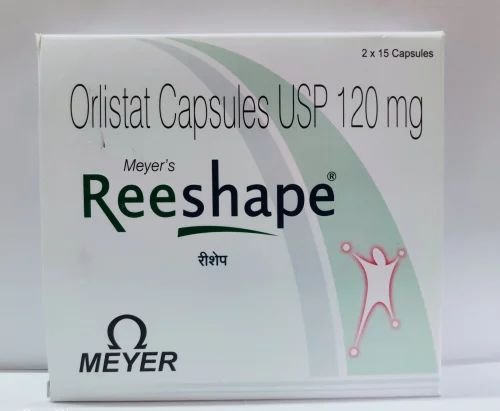 2 x 15 Capsules
Orlistat Capsules USP 120 mg
Meyer's
Reeshape®
रीशेप
Ω
MEYER